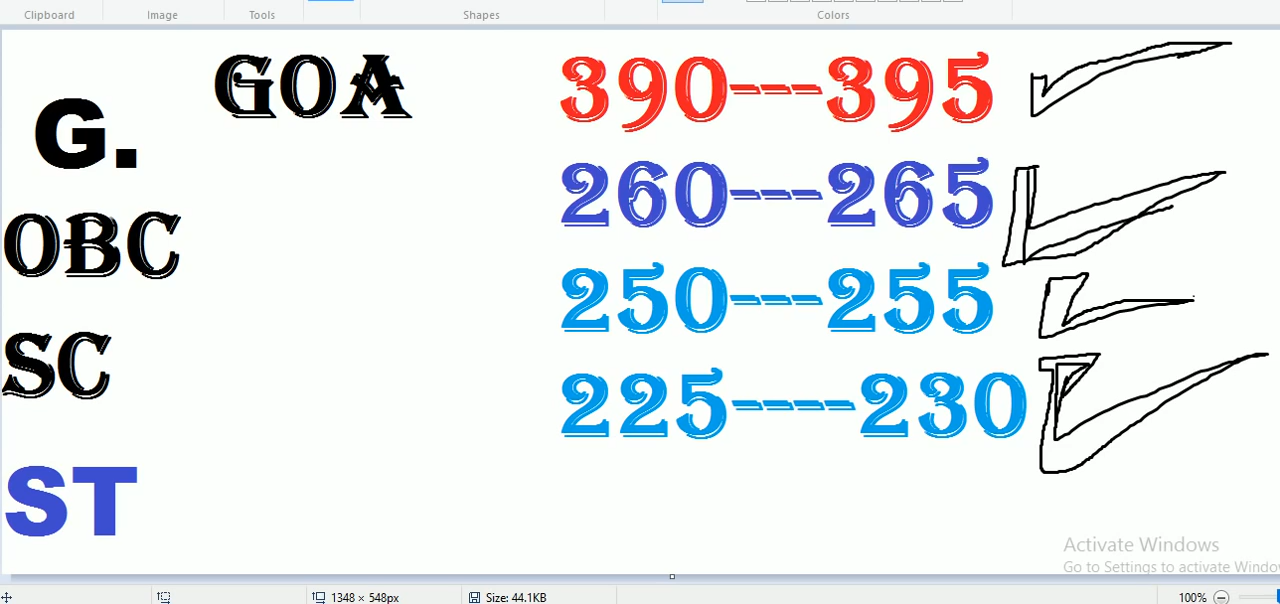 Clipboard Image Tools Shapes Colors
GOA 390---395
G.
260---265
OBC
250---255
SC
225----230
ST
Activate Windows
Go to Settings to activate Windo
1348 × 548px Size: 44.1KB 100%